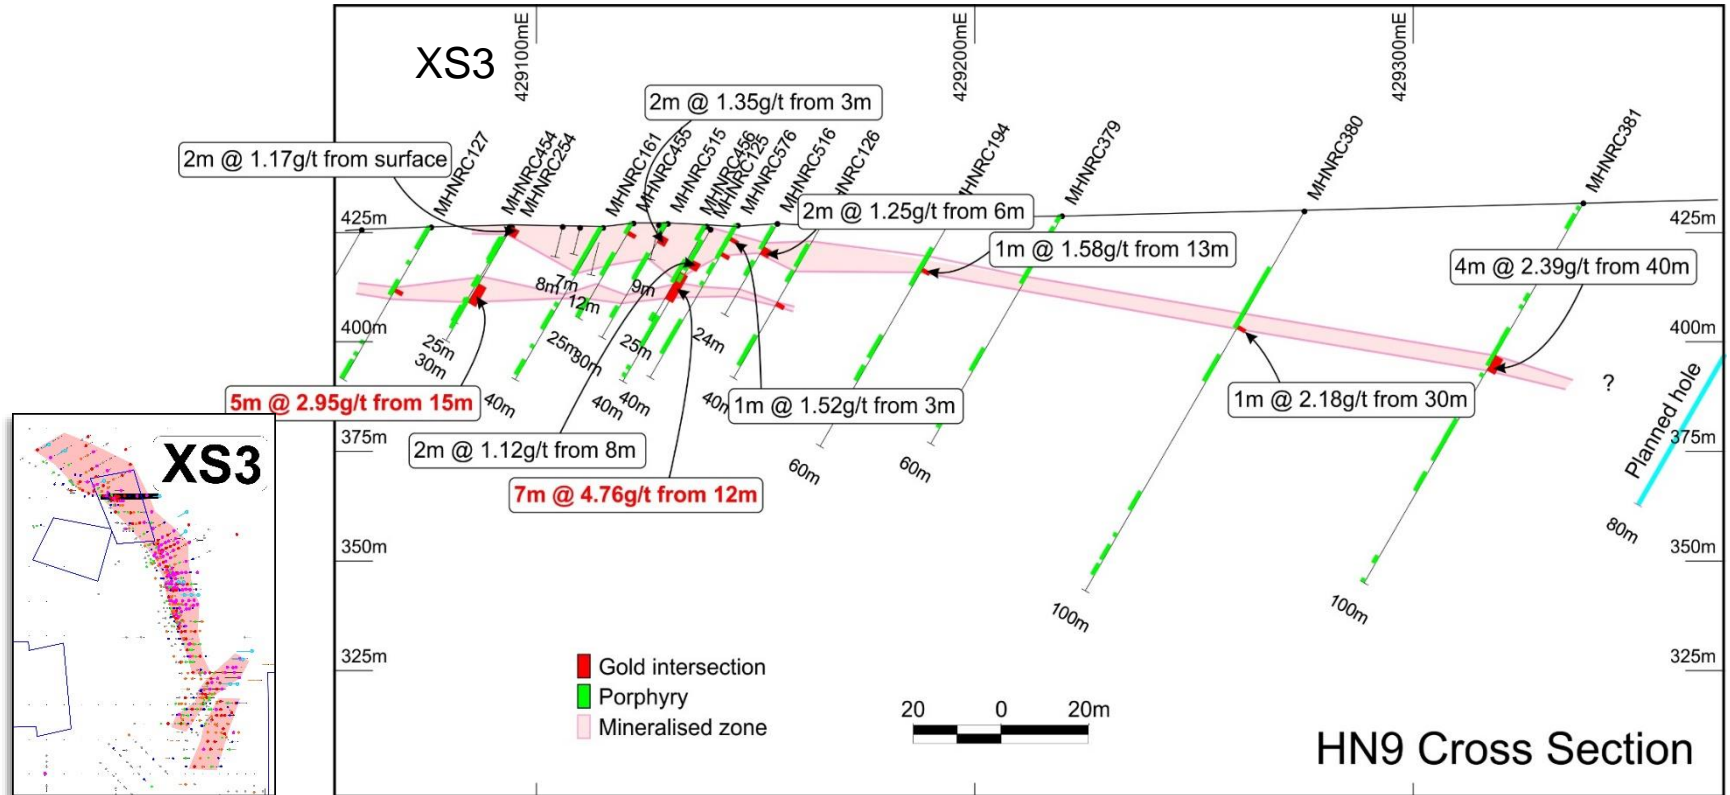 XS3
429100mE
429200mE
429300mE
2m @ 1.35g/t from 3m
2m @ 1.17g/t from surface
MHNRC127
MHNRC454
MHNRC254
MHNRC161
MHNRC455
MHNRC515
MHNRC456
MHNRC125
MHNRC576
MHNRC516
HNRC126
MHNRC194
MHNRC379
MHNRC380
MHNRC381
425m
425m
2m @ 1.25g/t from 6m
1m @ 1.58g/t from 13m
4m @ 2.39g/t from 40m
8m
7m
12m
9m
400m
400m
25m
30m
25m
30m
25m
24m
40m
40m
40m
40m
5m @ 2.95g/t from 15m
1m @ 1.52g/t from 3m
1m @ 2.18g/t from 30m
?
2m @ 1.12g/t from 8m
7m @ 4.76g/t from 12m
375m
375m
60m
60m
Planned hole
80m
XS3
350m
350m
100m
100m
325m
325m
Gold intersection
Porphyry
Mineralised zone
20 0 20m
HN9 Cross Section